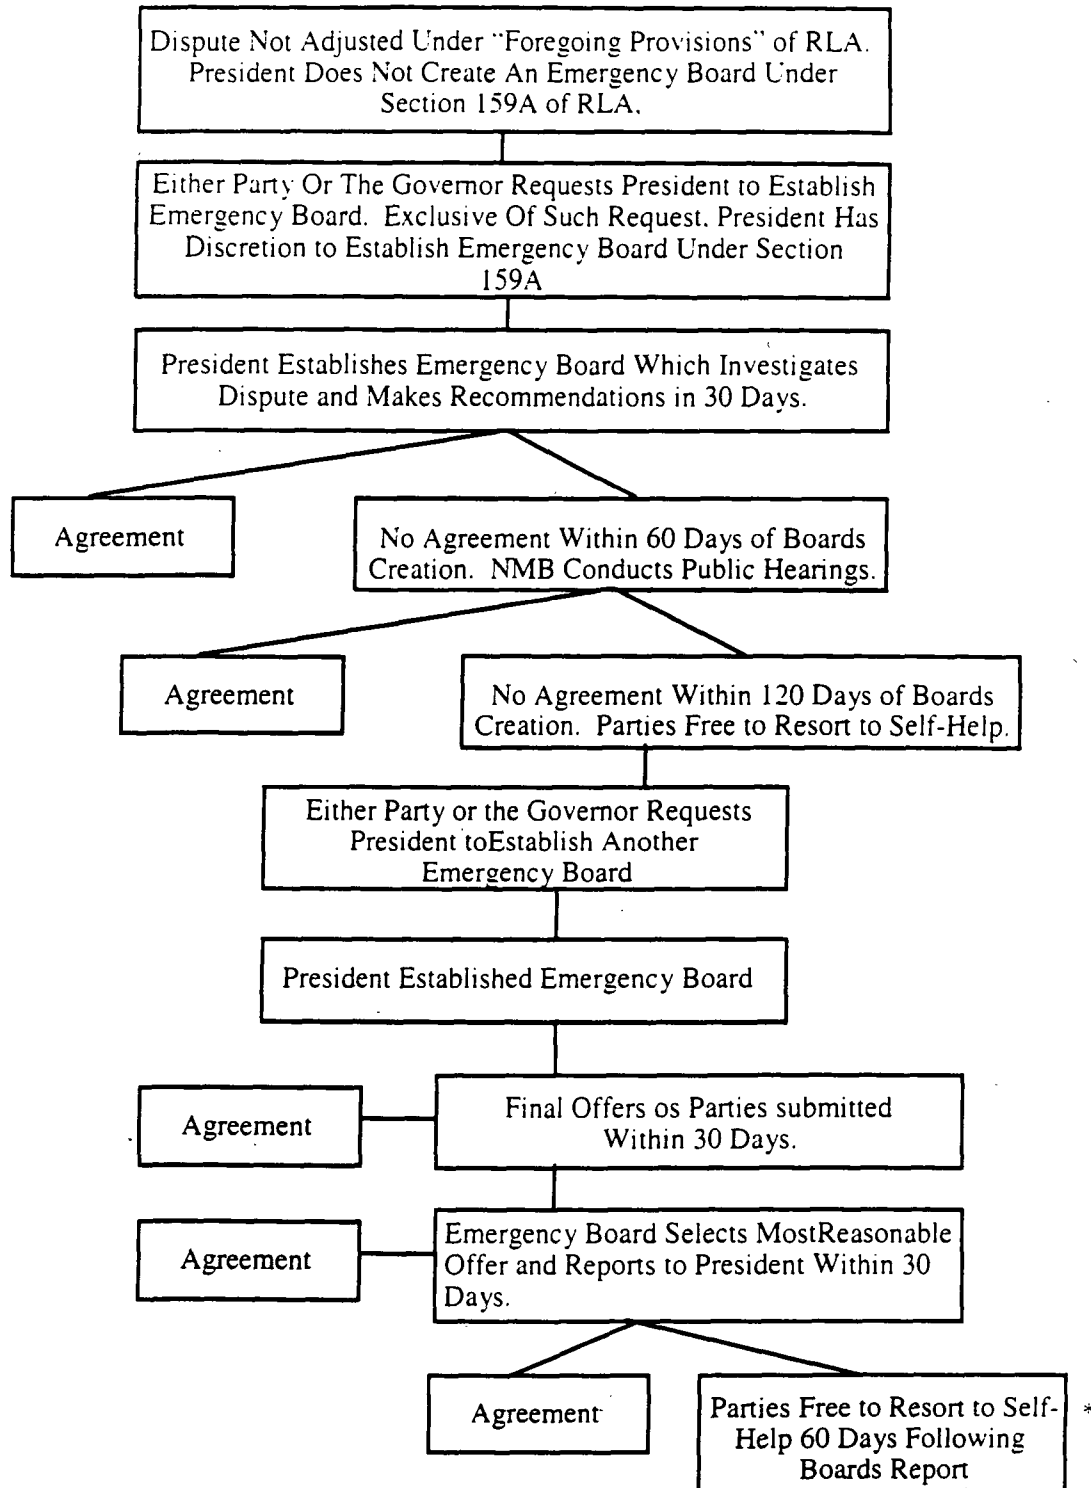 Dispute Not Adjusted Under "Foregoing Provisions" of RLA.
President Does Not Create An Emergency Board Under
Section 159A of RLA.
Either Party Or The Governor Requests President to Establish
Emergency Board. Exclusive Of Such Request. President Has
Discretion to Establish Emergency Board Under Section
159A
President Establishes Emergency Board Which Investigates
Dispute and Makes Recommendations in 30 Days.
Agreement
No Agreement Within 60 Days of Boards
Creation. NMB Conducts Public Hearings.
Agreement
No Agreement Within 120 Days of Boards
Creation. Parties Free to Resort to Self-Help.
Either Party or the Governor Requests
President toEstablish Another
Emergency Board
President Established Emergency Board
Agreement
Final Offers os Parties submitted
Within 30 Days.
Agreement
Emergency Board Selects MostReasonable
Offer and Reports to President Within 30
Days.
Agreement
Parties Free to Resort to Self- *
Help 60 Days Following
Boards Report